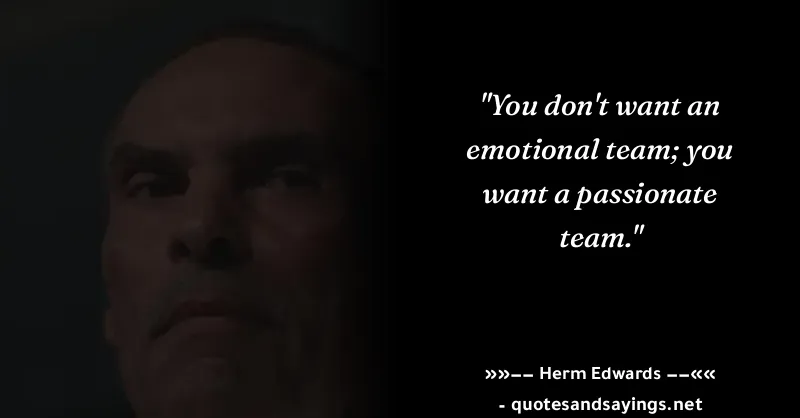 "You don't want an
emotional team; you
want a passionate
team."
»»–– Herm Edwards ––««
- quotesandsayings.net